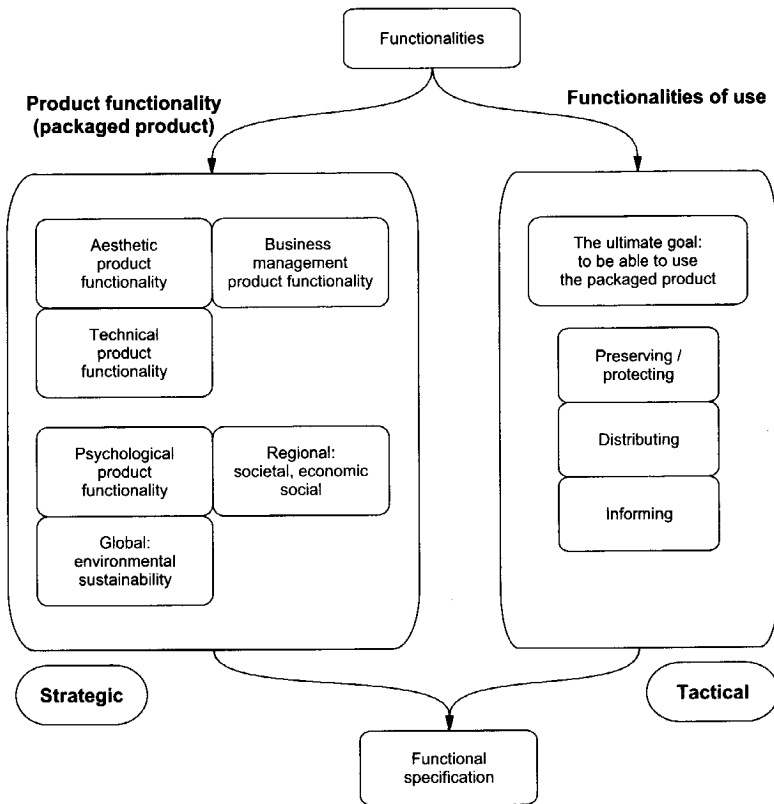 Functionalities
Product functionality
(packaged product)
Functionalities of use
Aesthetic
product
functionality
Business
management
product functionality
Technical
product
functionality
Psychological
product
functionality
Regional:
societal, economic
social
Global:
environmental
sustainability
The ultimate goal:
to be able to use
the packaged product
Preserving /
protecting
Distributing
Informing
Strategic
Tactical
Functional
specification